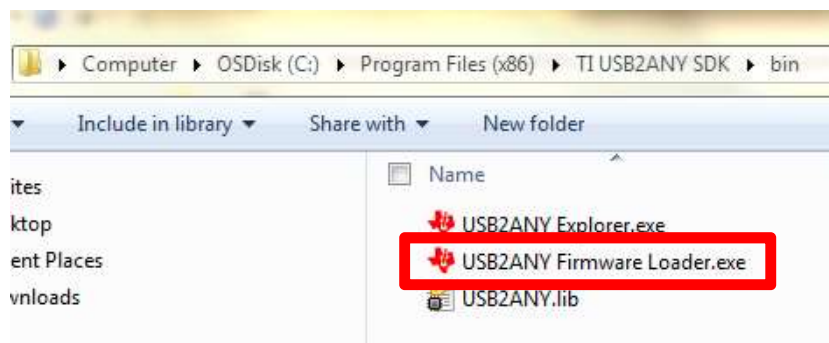 Computer OSDisk (C:) Program Files (x86) TI USB2ANY SDK bin
Include in library Share with New folder
Name
ites
ktop
ent Places
wnloads
USB2ANY Explorer.exe
USB2ANY Firmware Loader.exe
USB2ANY.lib